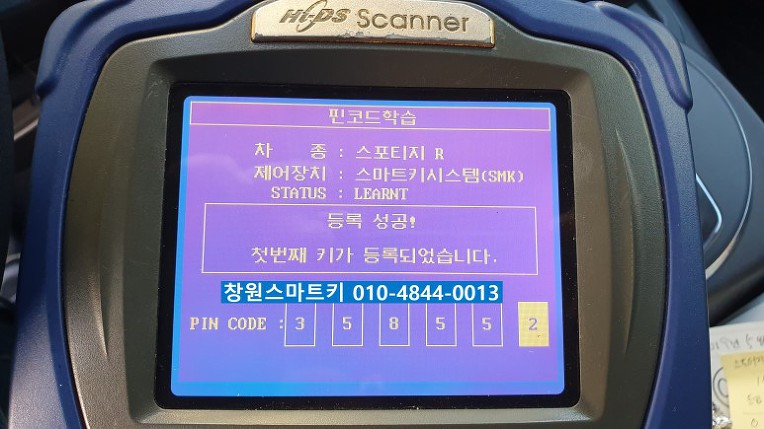 Hi-DS Scanner
핀코드학습
차 종 : 스포티지 R
제어장치 : 스마트키시스템(SMK)
STATUS : LEARNT
등록 성공!
첫번째 키가 등록되었습니다.
창원스마트키 010-4844-0013
PIN CODE : 3 5 8 5 5 2